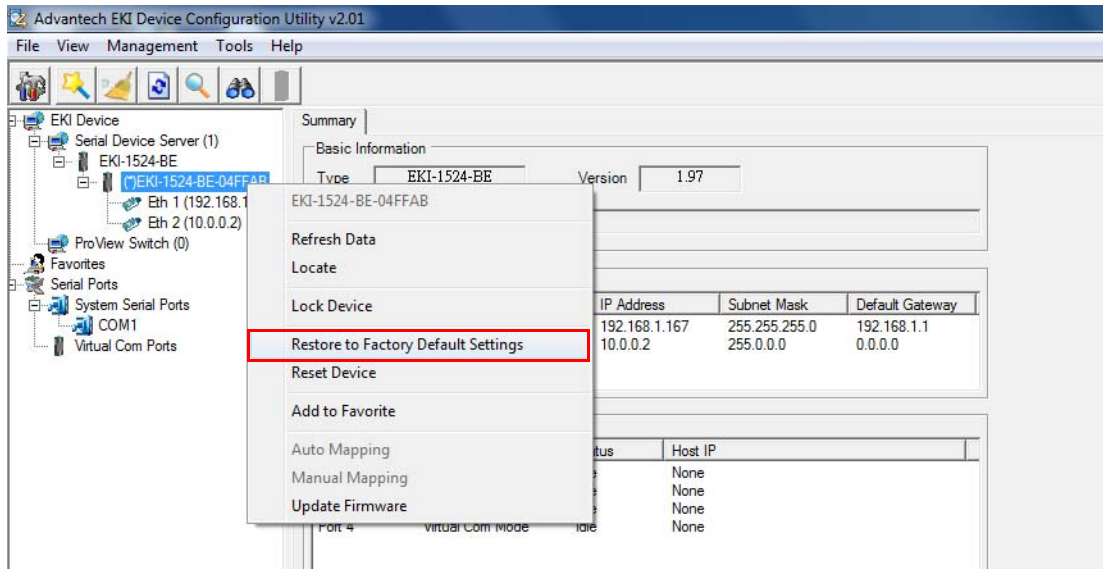 Advantech EKI Device Configuration Utility v2.01
File View Management Tools Help
EKI Device
Serial Device Server (1)
EKI-1524-BE
(*)EKI-1524-BE-04FFAB
Eth 1 (192.168.1
Eth 2 (10.0.0.2)
ProView Switch (0)
Favorites
Serial Ports
System Serial Ports
COM1
Virtual Com Ports
EKI-1524-BE-04FFAB
Refresh Data
Locate
Lock Device
Restore to Factory Default Settings
Reset Device
Add to Favorite
Auto Mapping
Manual Mapping
Update Firmware
Summary
Basic Information
Type EKI-1524-BE Version 1.97
IP Address Subnet Mask Default Gateway
192.168.1.167 255.255.255.0 192.168.1.1
10.0.0.2 255.0.0.0 0.0.0.0
tus Host IP
None
None
None
Port 4 Virtual Com Mode Idle None